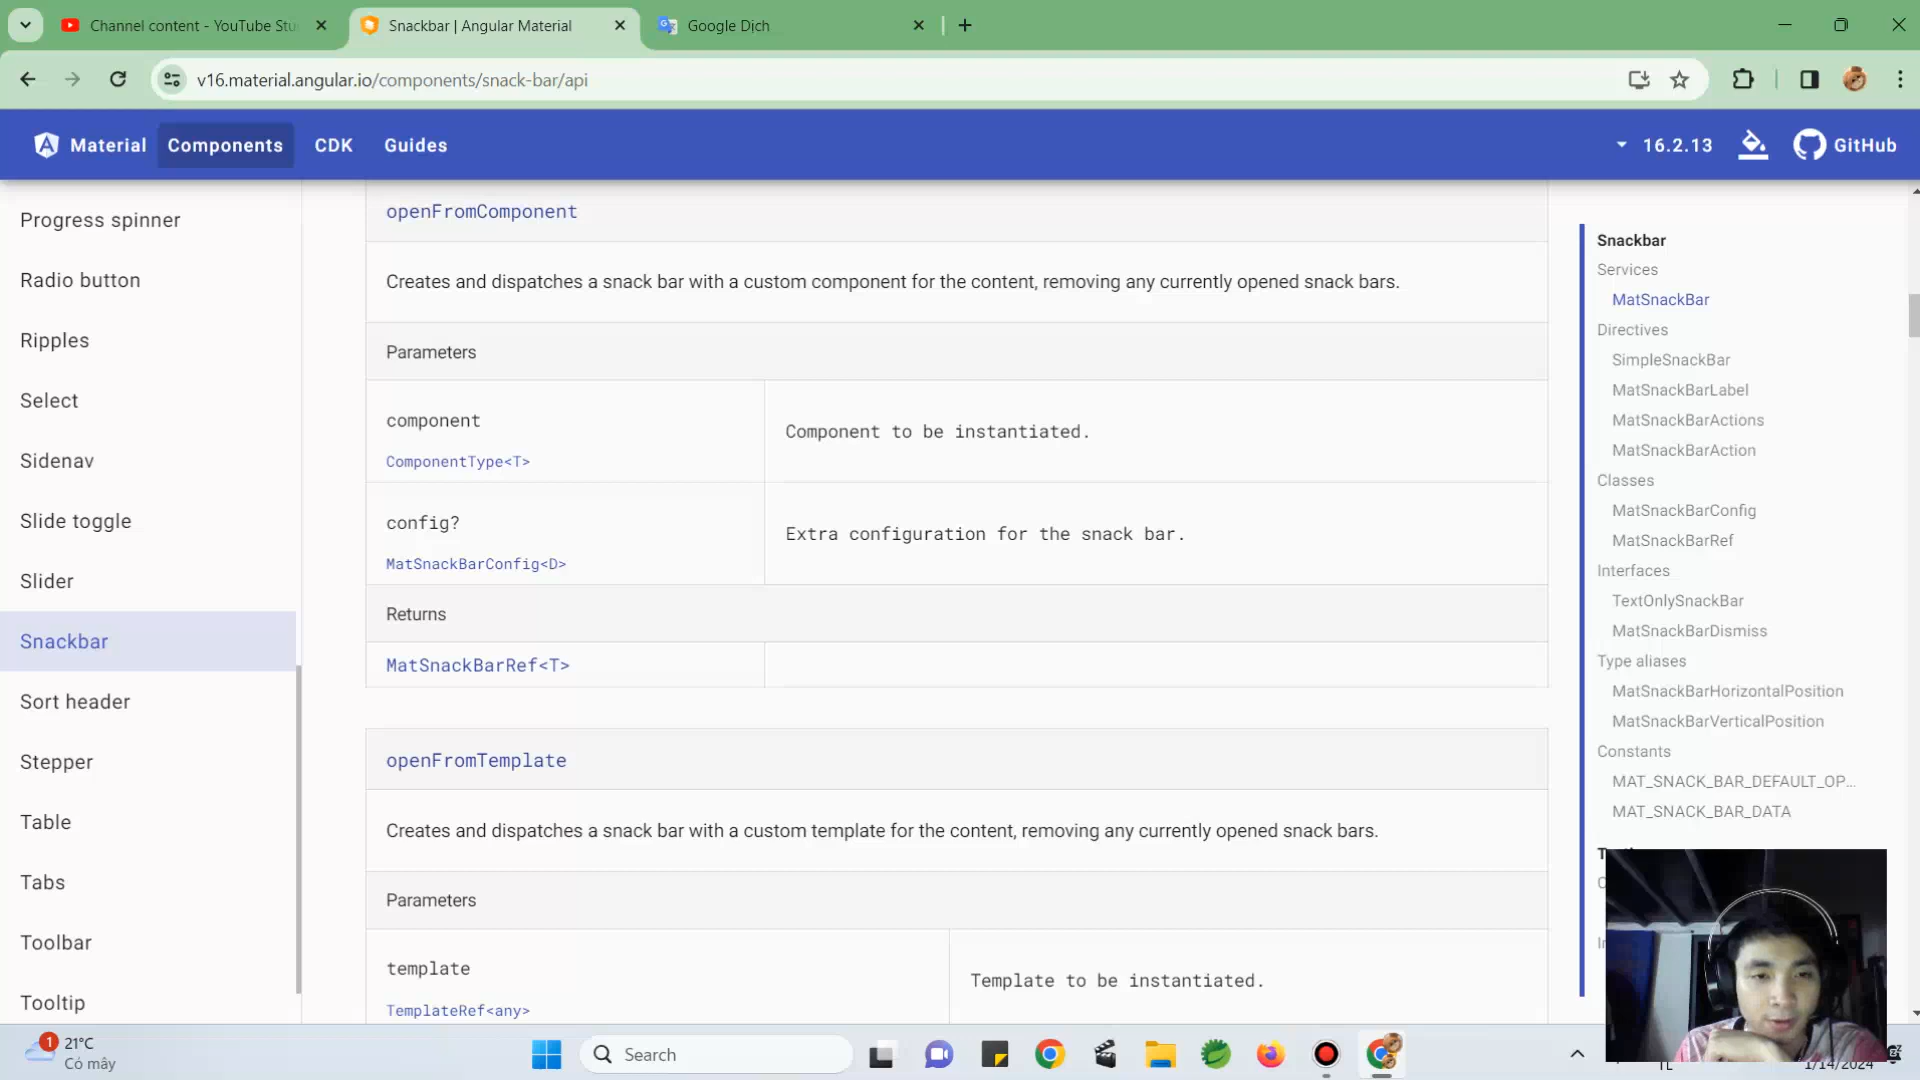 Channel content - YouTube Stu
Snackbar | Angular Material
Google Dịch
v16.material.angular.io/components/snack-bar/api
Material
Components
CDK
Guides
16.2.13
GitHub
Progress spinner
Radio button
Ripples
Select
Sidenav
Slide toggle
Slider
Snackbar
Sort header
Stepper
Table
Tabs
Toolbar
Tooltip
openFromComponent
Creates and dispatches a snack bar with a custom component for the content, removing any currently opened snack bars.
Parameters
component
ComponentType<T>
Component to be instantiated.
config?
MatSnackBarConfig<D>
Extra configuration for the snack bar.
Returns
MatSnackBarRef<T>
openFromTemplate
Creates and dispatches a snack bar with a custom template for the content, removing any currently opened snack bars.
Parameters
template
TemplateRef<any>
Template to be instantiated.
Snackbar
Services
MatSnackBar
Directives
SimpleSnackBar
MatSnackBarLabel
MatSnackBarActions
MatSnackBarAction
Classes
MatSnackBarConfig
MatSnackBarRef
Interfaces
TextOnlySnackBar
MatSnackBarDismiss
Type aliases
MatSnackBarHorizontalPosition
MatSnackBarVerticalPosition
Constants
MAT_SNACK_BAR_DEFAULT_OP...
MAT_SNACK_BAR_DATA
1
21°C
Có mây
Search
1/14/2024